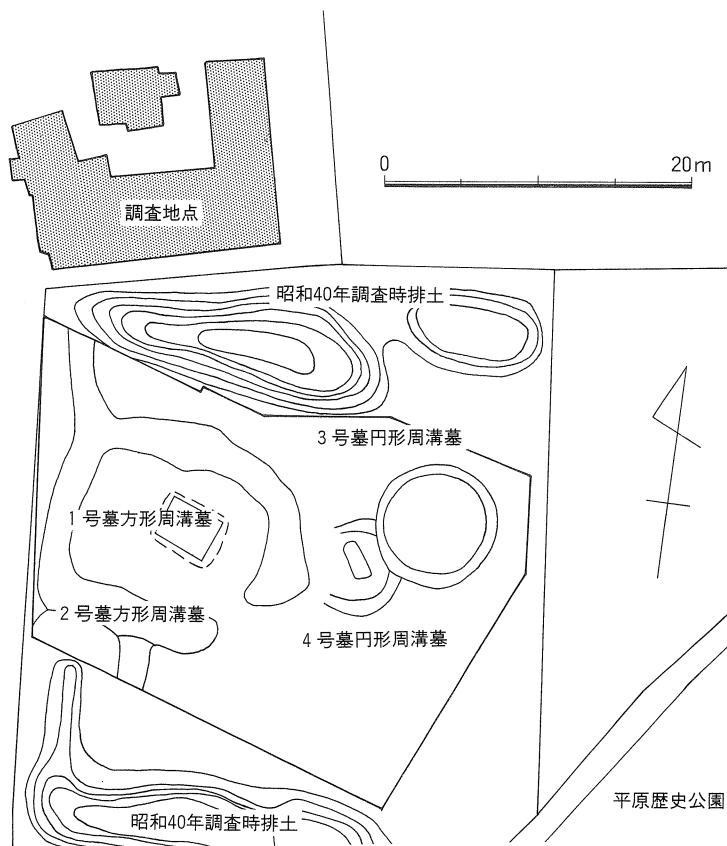 0 20m
調査地点
昭和40年調査時排土
3号墓円形周溝墓
1号墓方形周溝墓
2号墓方形周溝墓
4号墓円形周溝墓
平原歴史公園
昭和40年調査時排土